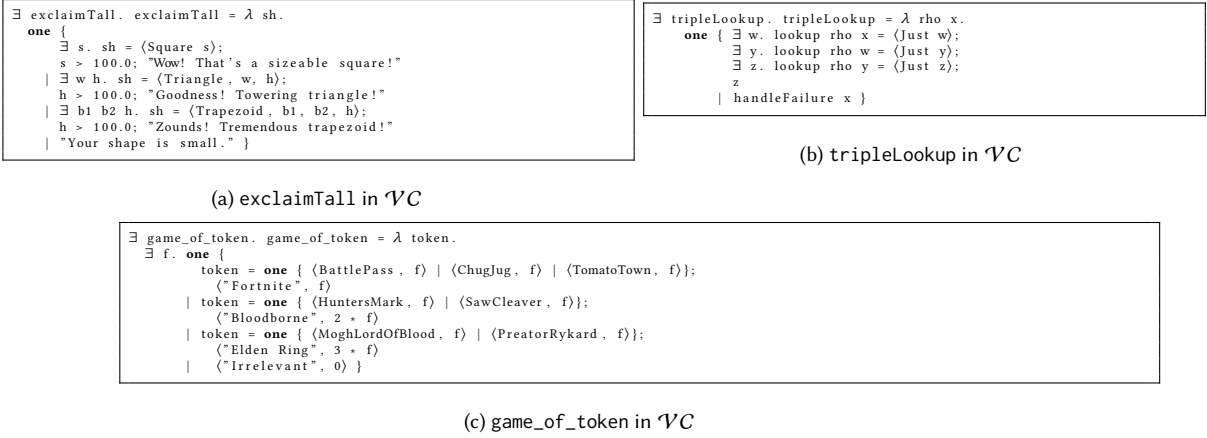 ∃ exclaimTall. exclaimTall = λ sh.
one {
∃ s. sh = ⟨Square s⟩;
s > 100.0; "Wow! That's a sizeable square!"
| ∃ w h. sh = ⟨Triangle, w, h⟩;
h > 100.0; "Goodness! Towering triangle!"
| ∃ b1 b2 h. sh = ⟨Trapezoid, b1, b2, h⟩;
h > 100.0; "Zounds! Tremendous trapezoid!"
| "Your shape is small." }
(a) exclaimTall in VC
∃ tripleLookup. tripleLookup = λ rho x.
one { ∃ w. lookup rho x = ⟨Just w⟩;
∃ y. lookup rho w = ⟨Just y⟩;
∃ z. lookup rho y = ⟨Just z⟩;
z
| handleFailure x }
(b) tripleLookup in VC
∃ game_of_token. game_of_token = λ token.
∃ f. one {
token = one { ⟨BattlePass, f⟩ | ⟨ChugJug, f⟩ | ⟨TomatoTown, f⟩};
⟨"Fortnite", f⟩
| token = one { ⟨HuntersMark, f⟩ | ⟨SawCleaver, f⟩};
⟨"Bloodborne", 2 * f⟩
| token = one { ⟨MoghLordOfBlood, f⟩ | ⟨PreatorRykard, f⟩};
⟨"Elden Ring", 3 * f⟩
| ⟨"Irrelevant", 0⟩ }
(c) game_of_token in VC